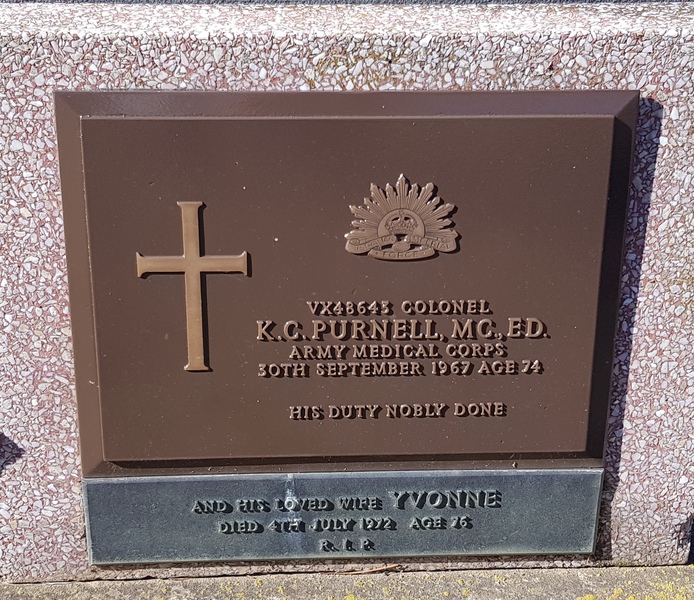 VX48643 COLONEL
K.C. PURNELL, MC., ED.
ARMY MEDICAL CORPS
30TH SEPTEMBER 1967 AGE 74
HIS DUTY NOBLY DONE
AND HIS LOVED WIFE YVONNE
DIED 4TH JULY 1972 AGE 76
R.I.P.